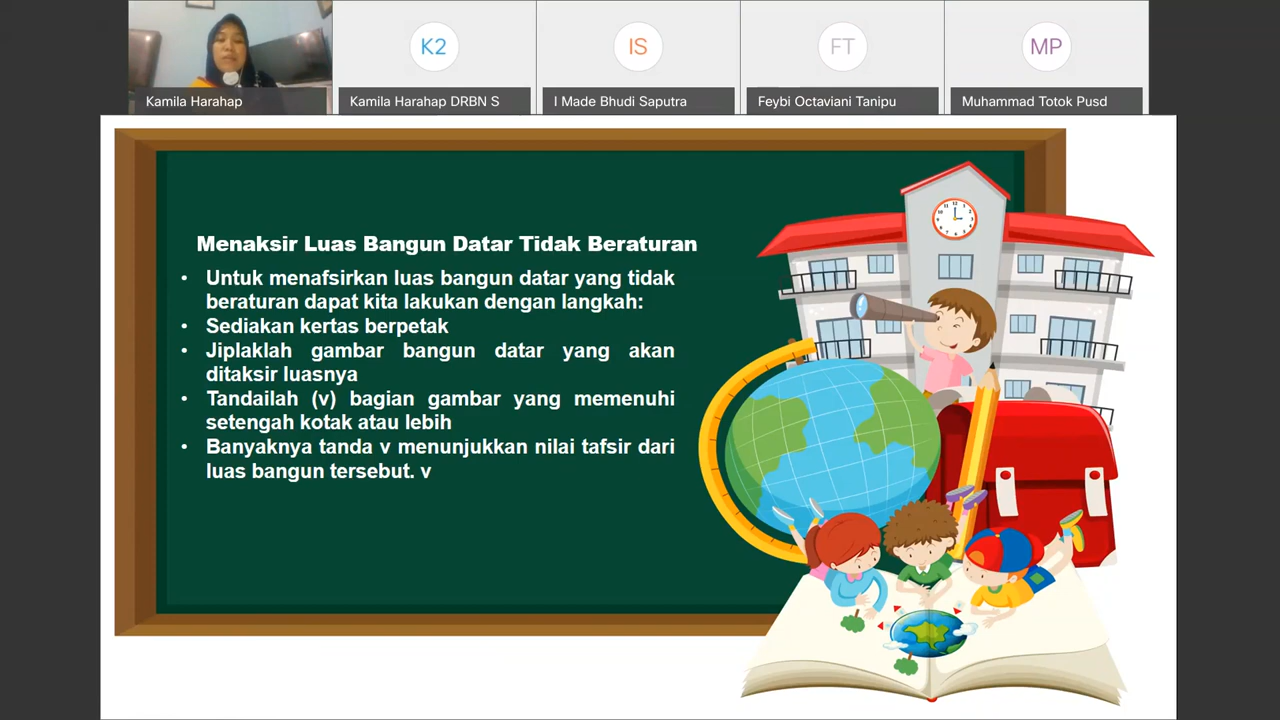 K2
IS
FT
MP
Kamila Harahap
Kamila Harahap DRBN S
I Made Bhudi Saputra
Feybi Octaviani Tanipu
Muhammad Totok Pusd
Menaksir Luas Bangun Datar Tidak Beraturan
• Untuk menafsirkan luas bangun datar yang tidak
beraturan dapat kita lakukan dengan langkah:
• Sediakan kertas berpetak
• Jiplaklah gambar bangun datar yang akan
ditaksir luasnya
• Tandailah (v) bagian gambar yang memenuhi
setengah kotak atau lebih
• Banyaknya tanda v menunjukkan nilai tafsir dari
luas bangun tersebut. v